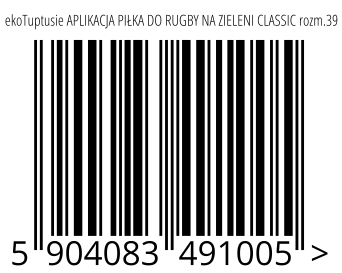 ekoTuptusie APLIKACJA PIŁKA DO RUGBY NA ZIELENI CLASSIC rozm.39
5 904083 491005 >